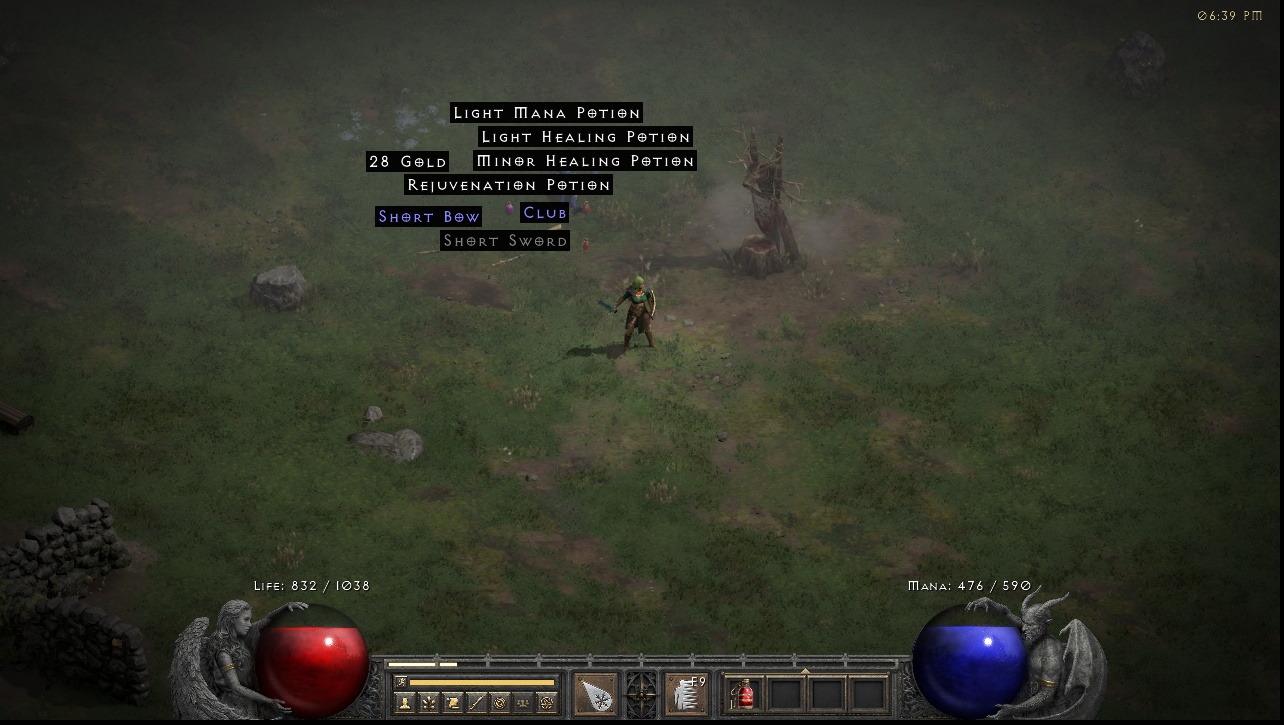 06:39 PM
Light Mana Potion
Light Healing Potion
28 Gold
Minor Healing Potion
Rejuvenation Potion
Short Bow
Club
Short Sword
Life: 832 / 1038
Mana: 476 / 590
F9